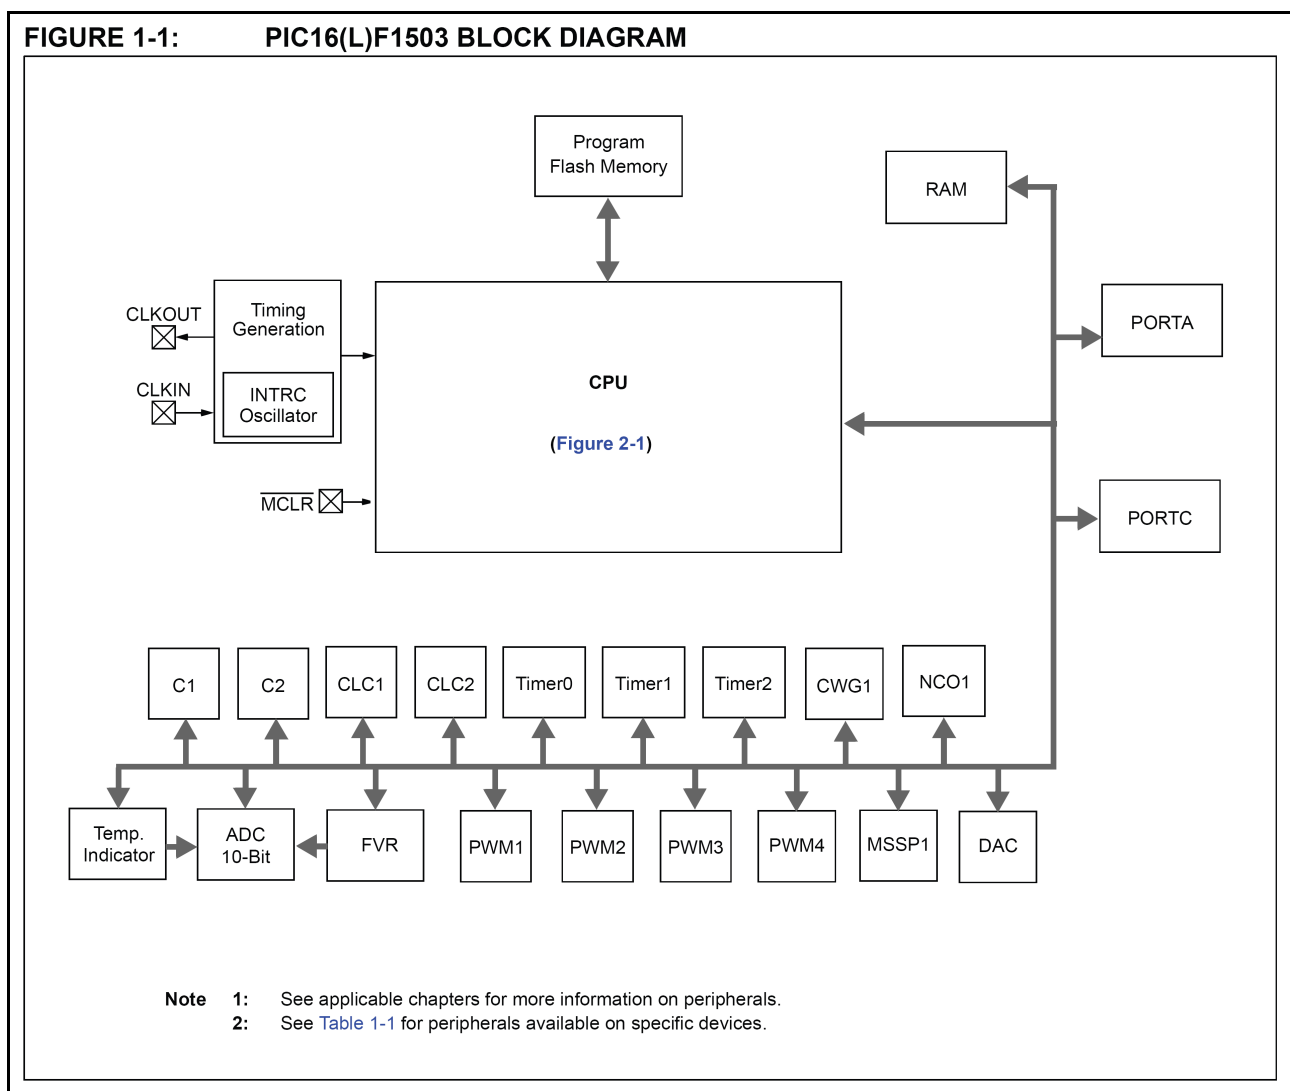 FIGURE 1-1: PIC16(L)F1503 BLOCK DIAGRAM
Program
Flash Memory
RAM
CLKOUT
Timing
Generation
PORTA
CLKIN
INTRC
Oscillator
CPU
(Figure 2-1)
MCLR
PORTC
C1
C2
CLC1
CLC2
Timer0
Timer1
Timer2
CWG1
NCO1
Temp.
Indicator
ADC
10-Bit
FVR
PWM1
PWM2
PWM3
PWM4
MSSP1
DAC
Note 1: See applicable chapters for more information on peripherals.
2: See Table 1-1 for peripherals available on specific devices.